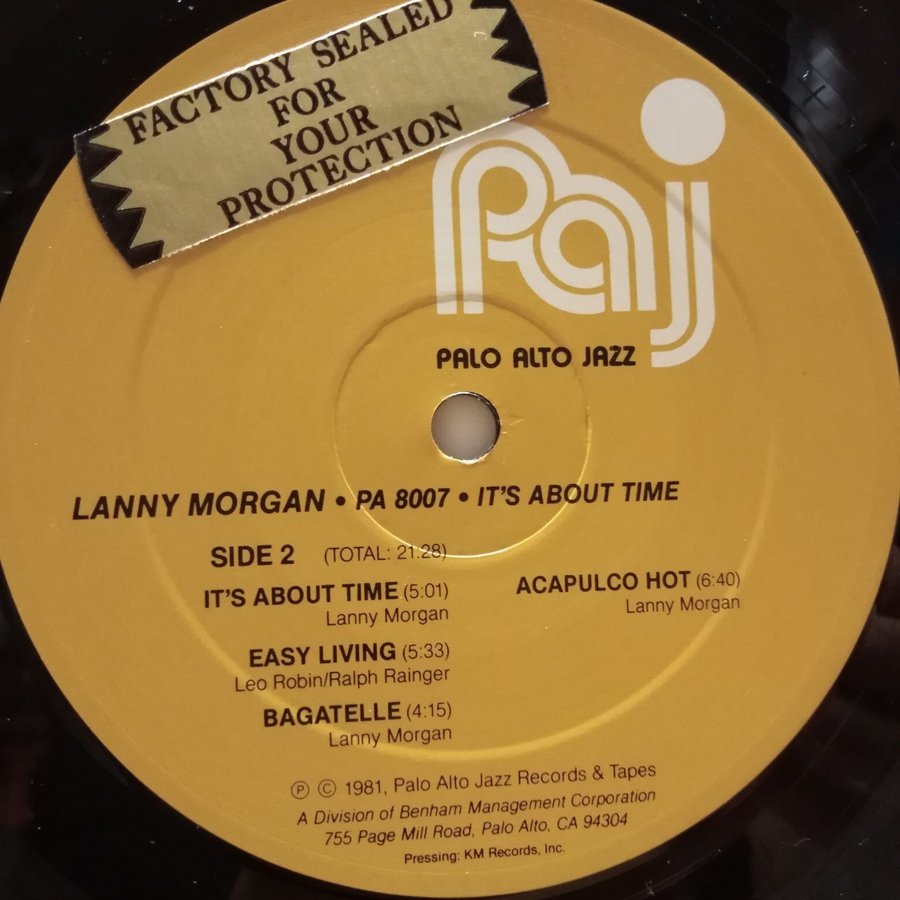 FACTORY SEALED
FOR
YOUR
PROTECTION
Paj
PALO ALTO JAZZ
LANNY MORGAN • PA 8007 • IT'S ABOUT TIME
SIDE 2 (TOTAL: 21:28)
IT'S ABOUT TIME (5:01)
Lanny Morgan
EASY LIVING (5:33)
Leo Robin/Ralph Rainger
BAGATELLE (4:15)
Lanny Morgan
ACAPULCO HOT (6:40)
Lanny Morgan
Ⓟ Ⓒ 1981, Palo Alto Jazz Records & Tapes
A Division of Benham Management Corporation
755 Page Mill Road, Palo Alto, CA 94304
Pressing: KM Records, Inc.